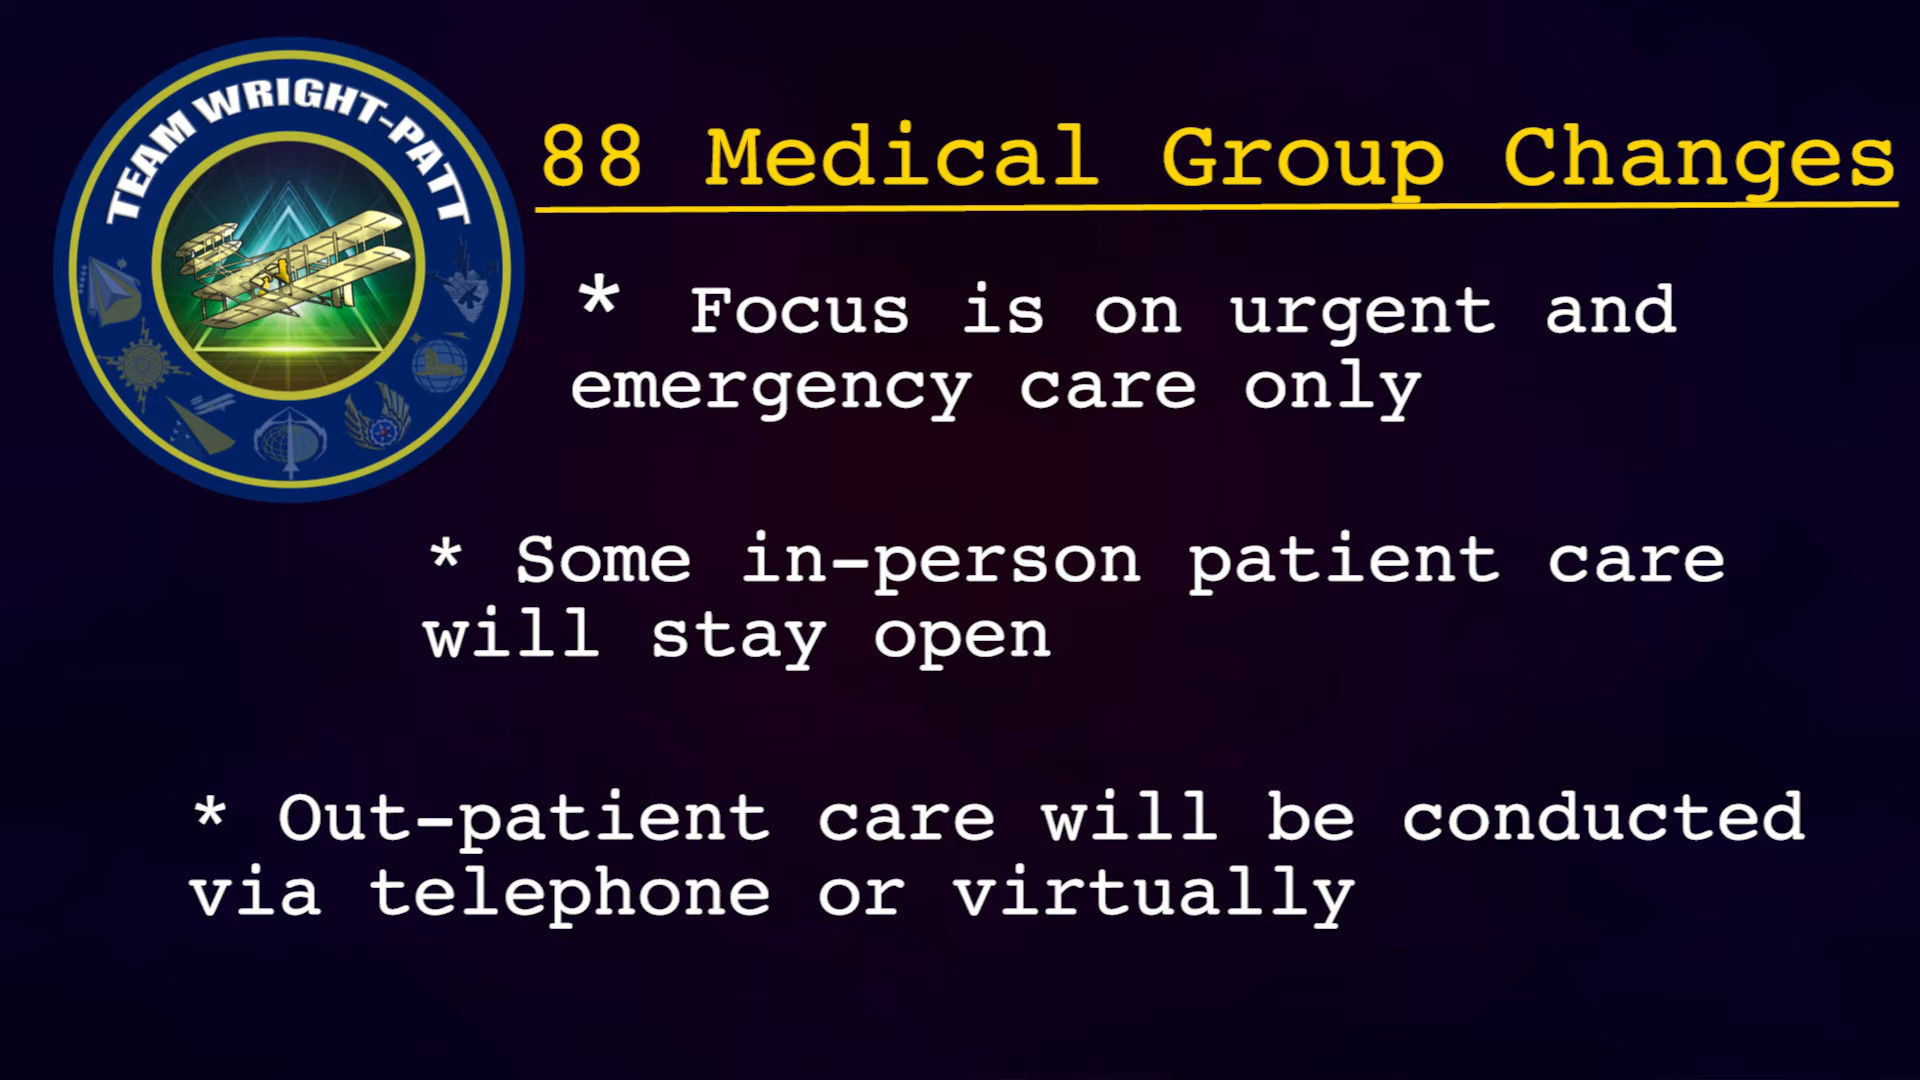 TEAM WRIGHT-PATT
88 Medical Group Changes
* Focus is on urgent and
emergency care only
* Some in-person patient care
will stay open
* Out-patient care will be conducted
via telephone or virtually